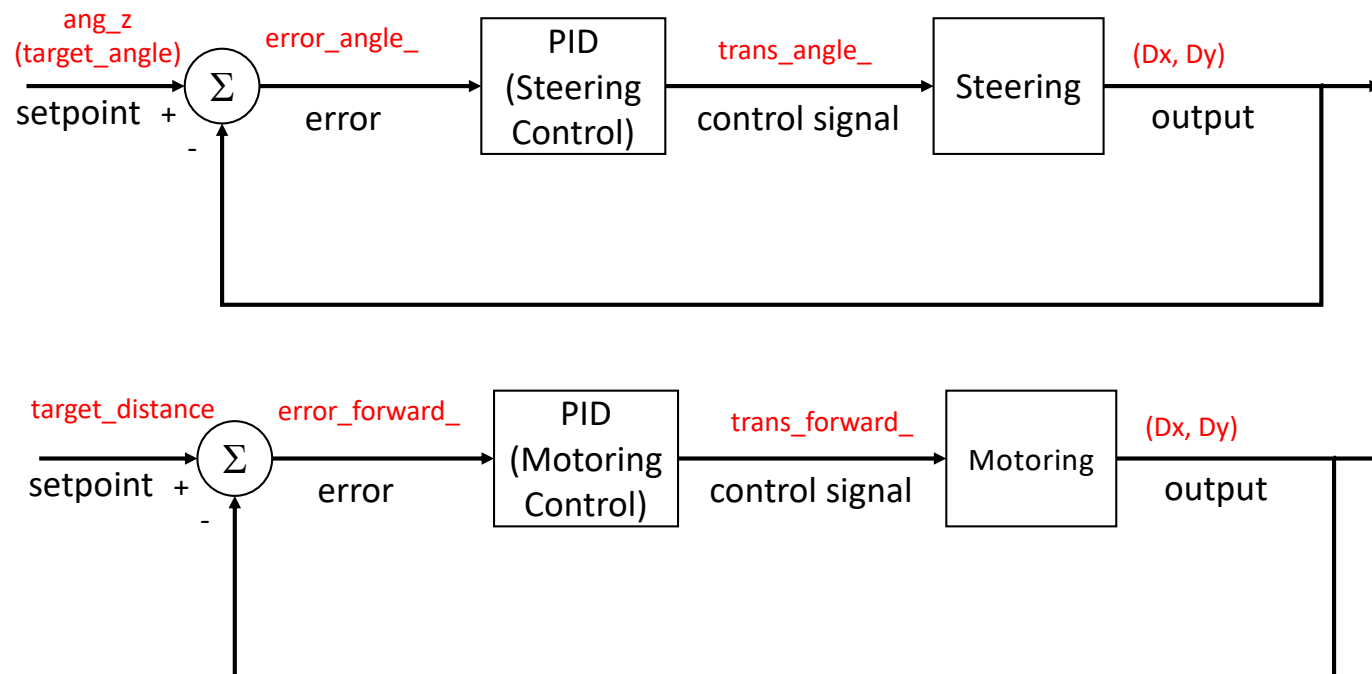 ang_z
(target_angle)
error_angle_
PID
(Steering
Control)
trans_angle_
Steering
(Dx, Dy)
setpoint +
Σ
error
control signal
output
-
target_distance
error_forward_
PID
(Motoring
Control)
trans_forward_
Motoring
(Dx, Dy)
setpoint +
Σ
error
control signal
output
-